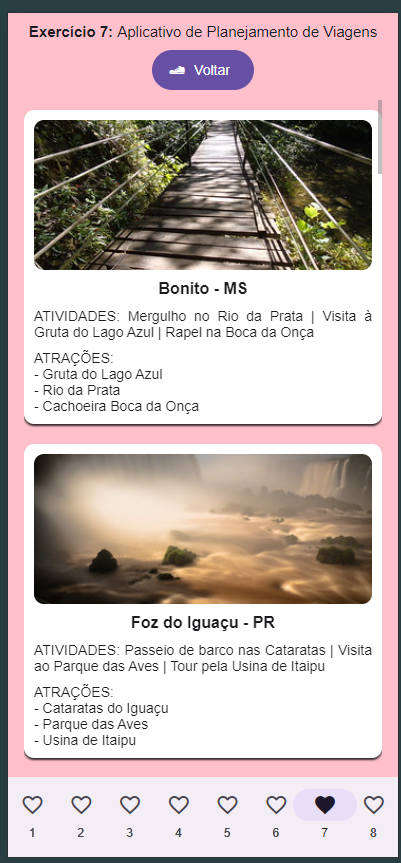 Exercício 7: Aplicativo de Planejamento de Viagens
Voltar
Bonito - MS
ATIVIDADES: Mergulho no Rio da Prata | Visita à
Gruta do Lago Azul | Rapel na Boca da Onça
ATRAÇÕES:
- Gruta do Lago Azul
- Rio da Prata
- Cachoeira Boca da Onça
Foz do Iguaçu - PR
ATIVIDADES: Passeio de barco nas Cataratas | Visita
ao Parque das Aves | Tour pela Usina de Itaipu
ATRAÇÕES:
- Cataratas do Iguaçu
- Parque das Aves
- Usina de Itaipu
1 2 3 4 5 6 7 8